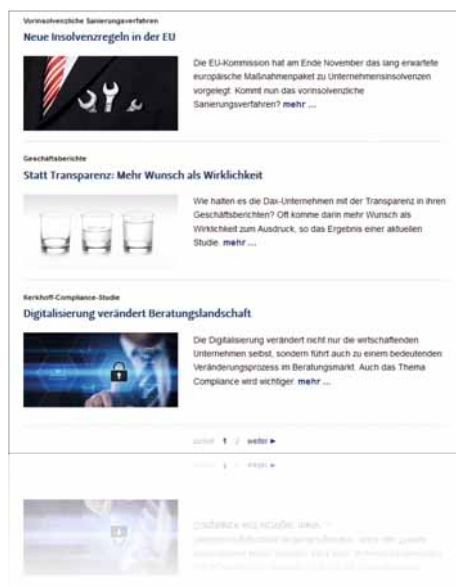 Vorinsolvenzliche Sanierungsverfahren
Neue Insolvenzregeln in der EU
Die EU-Kommission hat am Ende November das lang erwartete
europäische Maßnahmenpaket zu Unternehmensinsolvenzen
vorgelegt. Kommt nun das vorinsolvenzliche
Sanierungsverfahren? mehr ...
Geschäftsberichte
Statt Transparenz: Mehr Wunsch als Wirklichkeit
Wie halten es die Dax-Unternehmen mit der Transparenz in ihren
Geschäftsberichten? Oft komme darin mehr Wunsch als
Wirklichkeit zum Ausdruck, so das Ergebnis einer aktuellen
Studie. mehr ...
Kerkhoff-Compliance-Studie
Digitalisierung verändert Beratungslandschaft
Die Digitalisierung verändert nicht nur die wirtschaftenden
Unternehmen selbst, sondern führt auch zu einem bedeutenden
Veränderungsprozess im Beratungsmarkt. Auch das Thema
Compliance wird wichtiger. mehr ...
zurück 1 2 weiter ►